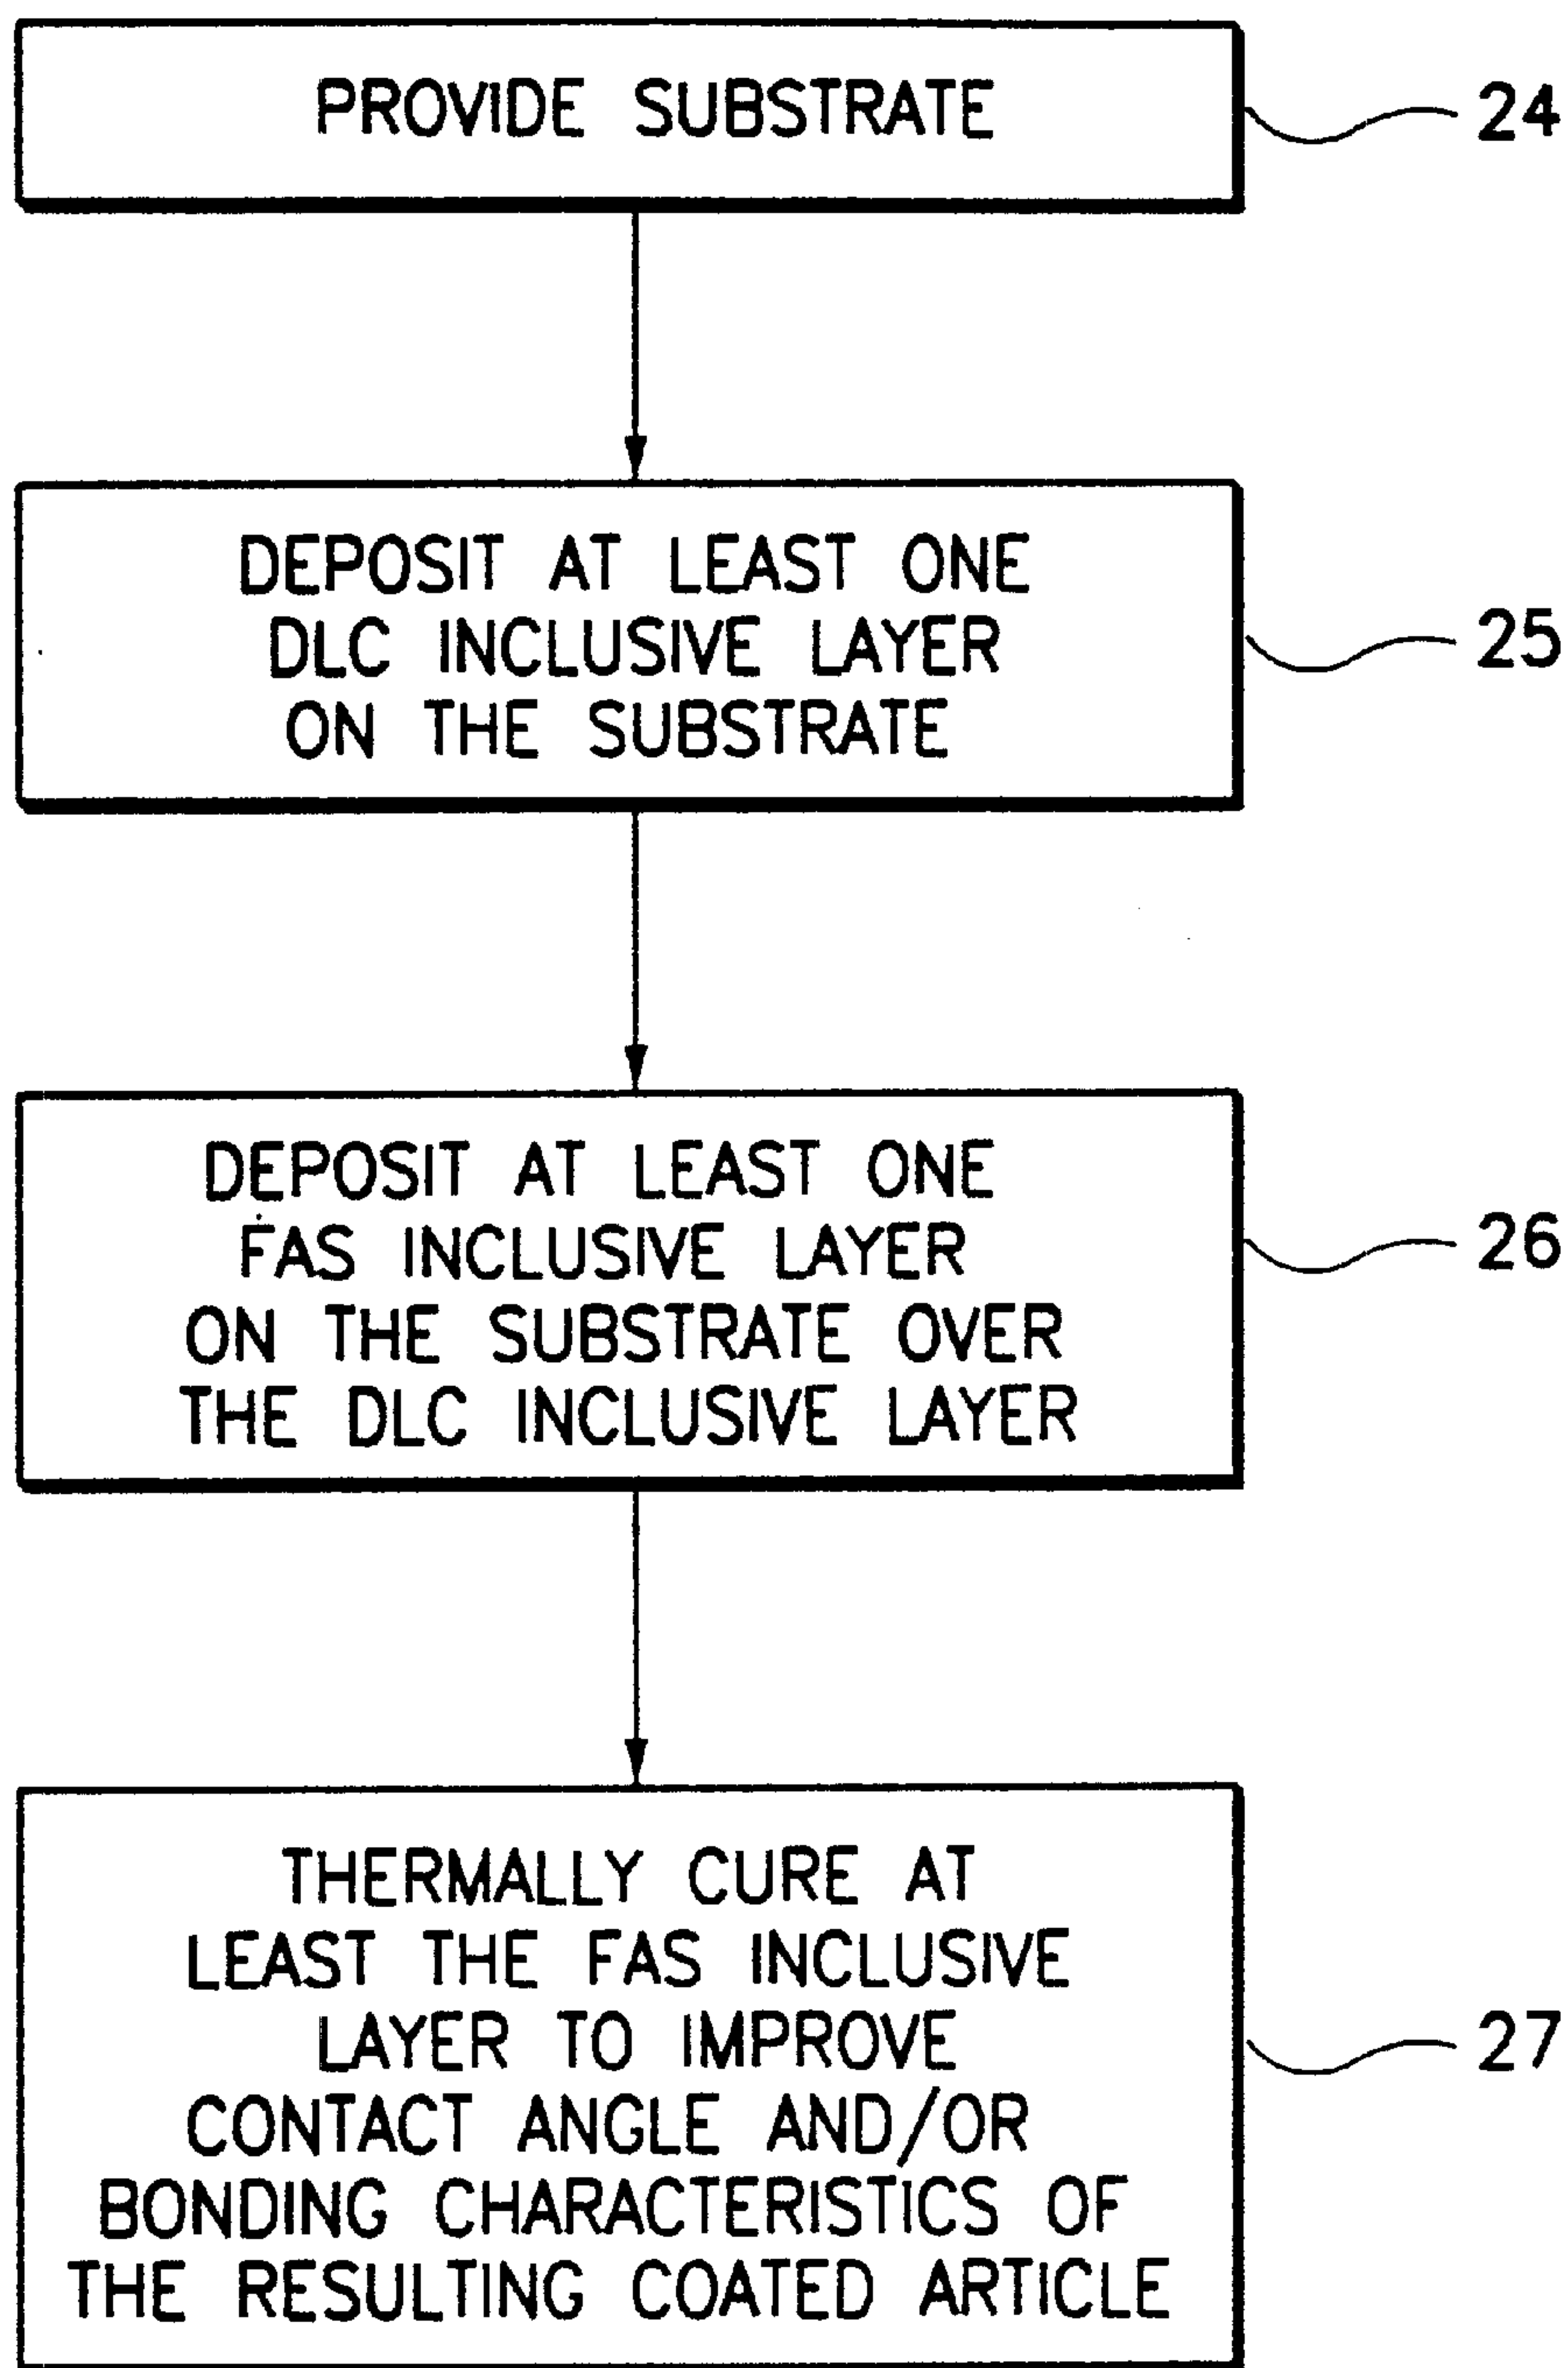 PROVIDE SUBSTRATE
24
DEPOSIT AT LEAST ONE
DLC INCLUSIVE LAYER
ON THE SUBSTRATE
25
DEPOSIT AT LEAST ONE
FAS INCLUSIVE LAYER
ON THE SUBSTRATE OVER
THE DLC INCLUSIVE LAYER
26
THERMALLY CURE AT
LEAST THE FAS INCLUSIVE
LAYER TO IMPROVE
CONTACT ANGLE AND/OR
BONDING CHARACTERISTICS OF
THE RESULTING COATED ARTICLE
27